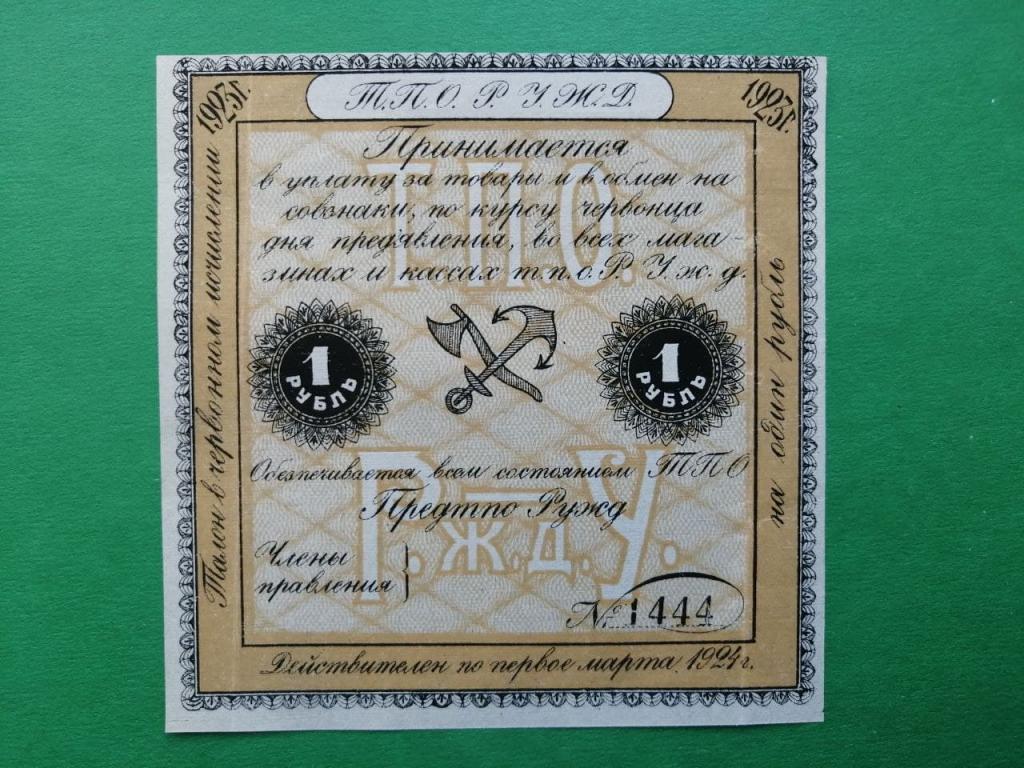 Т.П.О. Р. У. Ж. Д.
1923г.
1923г.
Талон в червонном исчислении
на один рубль
Т.П.О.
Принимается
в уплату за товары и в обмен на
совзнаки, по курсу червонца
дня предявления, во всех мага-
зинах и кассах т.п.о. Р. У. ж. д.
1
РУБЛЬ
1
РУБЛЬ
Обезпечивается всем состоянием ТПО
Предтпо Ружд
Р.—У.
ж.д.
Члены
правления
№ 1444
Действителен по первое марта 1924 г.